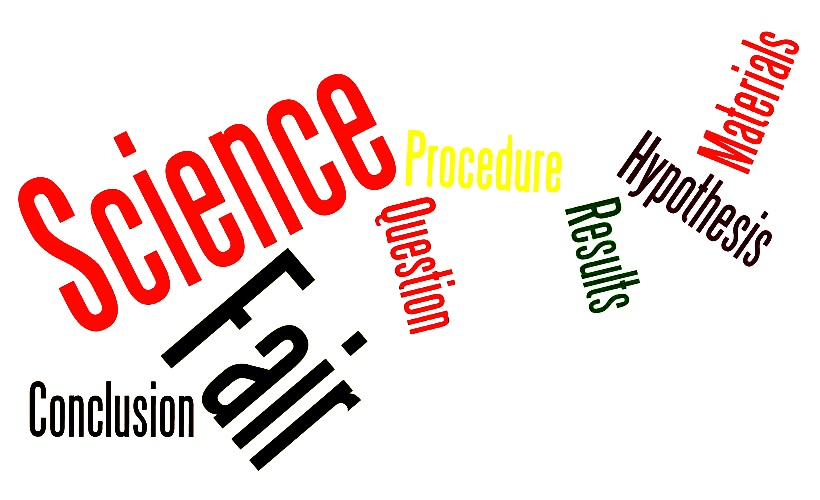 Science
Fair
Procedure
Question
Results
Hypothesis
Materials
Conclusion